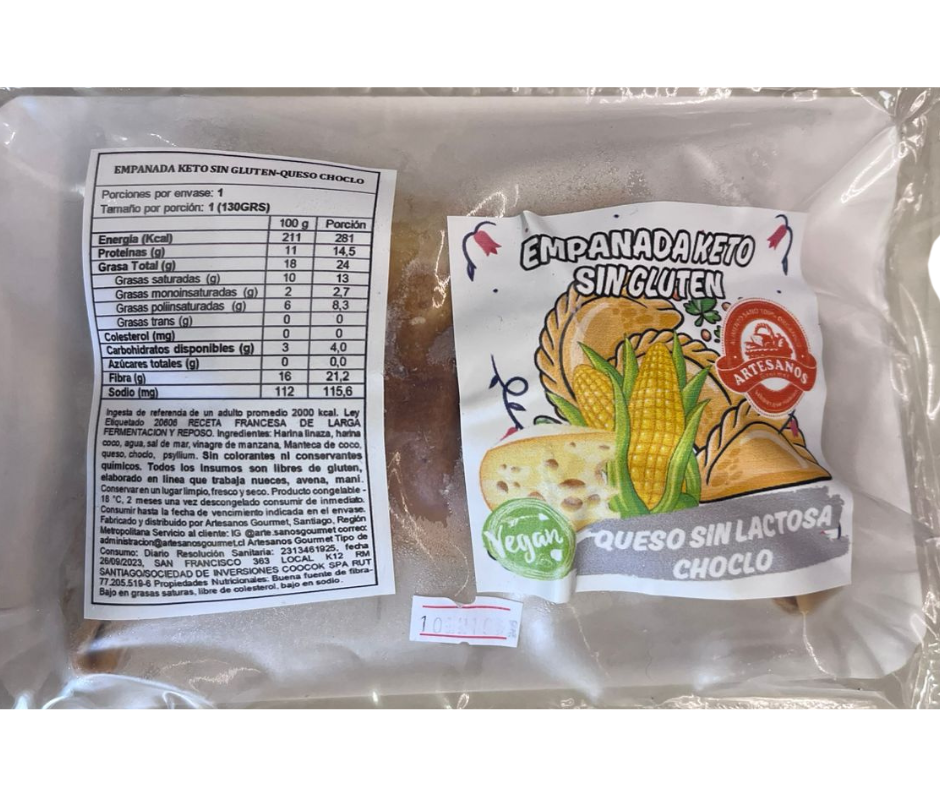 EMPANADA KETO SIN GLUTEN-QUESO CHOCLO
Porciones por envase: 1
Tamaño por porción: 1 (130GRS)
100 g Porción
Energía (Kcal) 211 281
Proteinas (g) 11 14,5
Grasa Total (g) 18 24
Grasas saturadas (g) 10 13
Grasas monoinsaturadas (g) 2 2,7
Grasas poliinsaturadas (g) 6 8,3
Grasas trans (g) 0 0
Colesterol (mg) 0 0
Carbohidratos disponibles (g) 3 4,0
Azúcares totales (g) 0 0,0
Fibra (g) 16 21,2
Sodio (mg) 112 115,6
Ingesta de referencia de un adulto promedio 2000 kcal. Ley
Etiquetado 20606 RECETA FRANCESA DE LARGA
FERMENTACION Y REPOSO. Ingredientes: Harina linaza, harina
coco, agua, sal de mar, vinagre de manzana, Manteca de coco,
queso, choclo, psyllium. Sin colorantes ni conservantes
químicos. Todos los insumos son libres de gluten,
elaborado en linea que trabaja nueces, avena, mani.
Conservar en un lugar limpio, fresco y seco. Producto congelable -
18 °C, 2 meses una vez descongelado consumir de inmediato.
Consumir hasta la fecha de vencimiento indicada en el envase.
Fabricado y distribuido por Artesanos Gourmet, Santiago, Región
Metropolitana Servicio al cliente: IG @arte.sanosgourmet correo:
administracion@artesanosgourmet.cl Artesanos Gourmet Tipo de
Consumo: Diario Resolución Sanitaria: 2313461925, fecha
26/09/2023, SAN FRANCISCO 363 LOCAL K12 RM
SANTIAGO/SOCIEDAD DE INVERSIONES COOCOK SPA RUT
77.205.519-6 Propiedades Nutricionales: Buena fuente de fibra-
Bajo en grasas saturas, libre de colesterol, bajo en sodio.
EMPANADA KETO
SIN GLUTEN
ARTESANOS
Vegan
QUESO SIN LACTOSA
CHOCLO